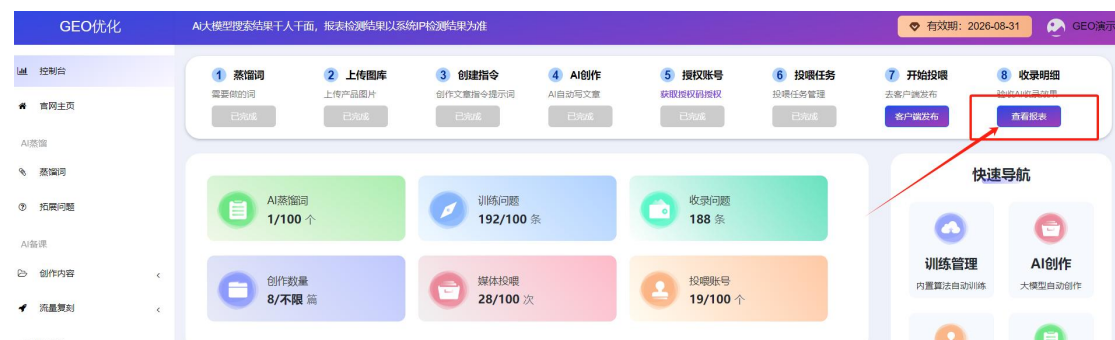 GEO优化
AI大模型搜索结果千人千面，报表检测结果以系统IP检测结果为准
有效期：2026-08-31
GEO演示
控制台
官网主页
AI蒸馏
蒸馏词
拓展问题
AI备课
创作内容
流量复刻
1 蒸馏词
需要做的词
已完成
2 上传图库
上传产品图片
已完成
3 创建指令
创作文章指令提示词
已完成
4 AI创作
AI自动写文章
已完成
5 授权账号
获取授权码授权
已完成
6 投喂任务
投喂任务管理
已完成
7 开始投喂
去客户端发布
客户端发布
8 收录明细
验收AI收录效果
查看报表
AI蒸馏词
1/100 个
训练问题
192/100 条
收录问题
188 条
创作数量
8/不限 篇
媒体投喂
28/100 次
投喂账号
19/100 个
快速导航
训练管理
内置算法自动训练
AI创作
大模型自动创作